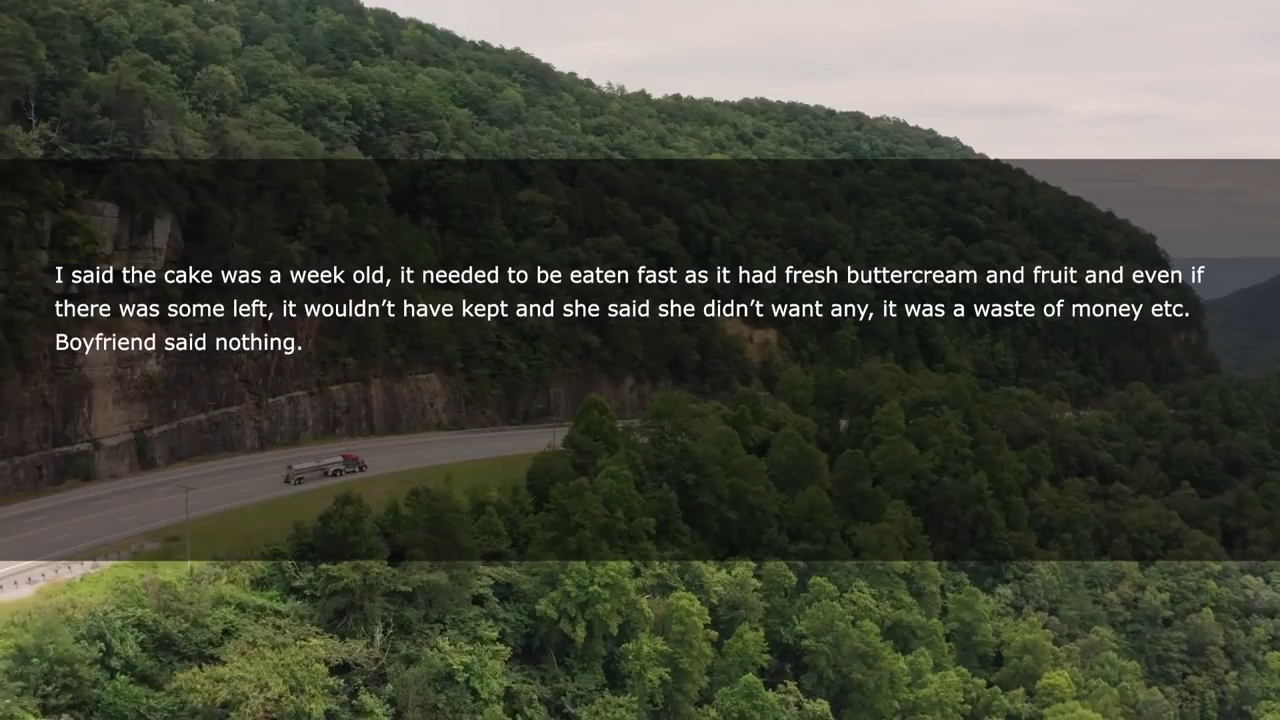 I said the cake was a week old, it needed to be eaten fast as it had fresh buttercream and fruit and even if
there was some left, it wouldn’t have kept and she said she didn’t want any, it was a waste of money etc.
Boyfriend said nothing.